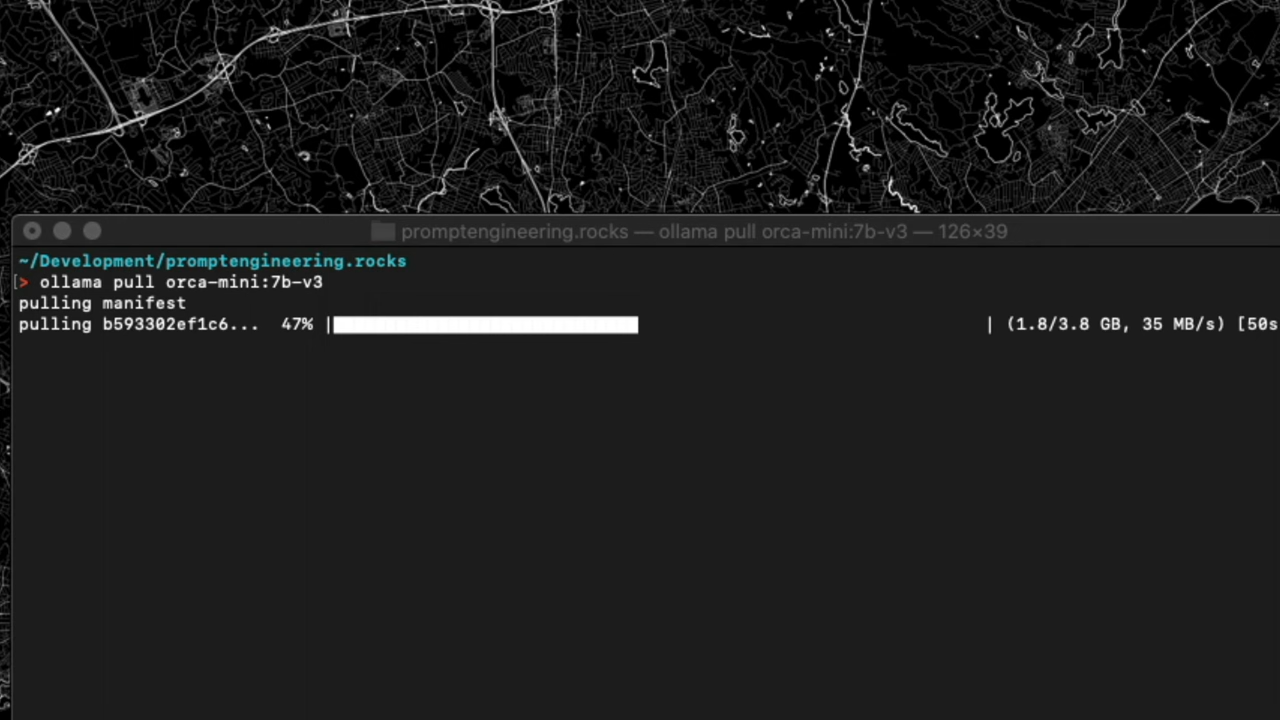 promptengineering.rocks — ollama pull orca-mini:7b-v3 — 126×39
~/Development/promptengineering.rocks
[> ollama pull orca-mini:7b-v3
pulling manifest
pulling b593302ef1c6... 47% | | (1.8/3.8 GB, 35 MB/s) [50s